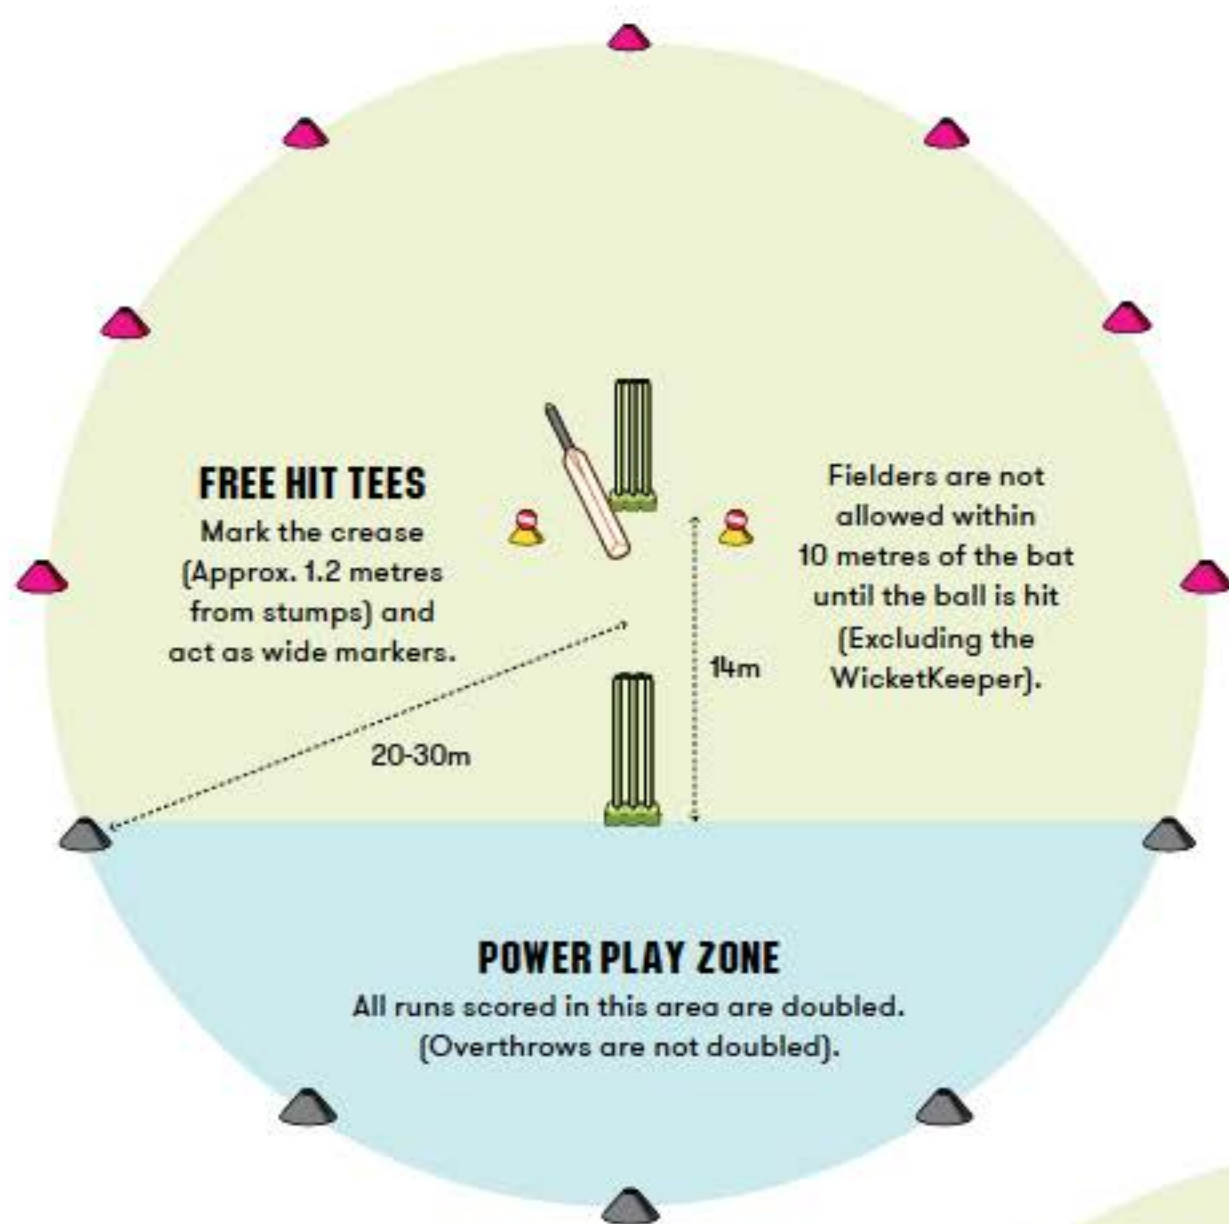 FREE HIT TEES
Mark the crease
(Approx. 1.2 metres
from stumps) and
act as wide markers.
Fielders are not
allowed within
10 metres of the bat
until the ball is hit
(Excluding the
WicketKeeper).
14m
20-30m
POWER PLAY ZONE
All runs scored in this area are doubled.
(Overthrows are not doubled).